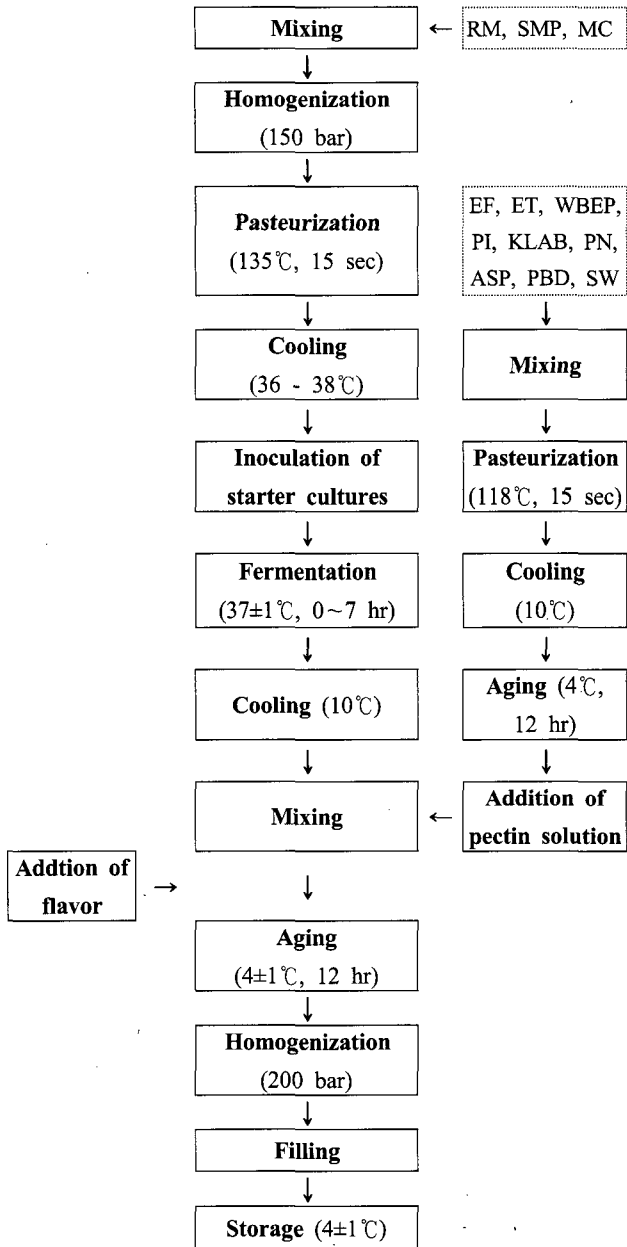 Mixing
RM, SMP, MC
Homogenization
(150 bar)
Pasteurization
(135℃, 15 sec)
EF, ET, WBEP,
PI, KLAB, PN,
ASP, PBD, SW
Cooling
(36 - 38℃)
Mixing
Inoculation of
starter cultures
Pasteurization
(118℃, 15 sec)
Fermentation
(37±1℃, 0~7 hr)
Cooling
(10℃)
Cooling (10℃)
Aging (4℃,
12 hr)
Mixing
Addition of
pectin solution
Addtion of
flavor
Aging
(4±1℃, 12 hr)
Homogenization
(200 bar)
Filling
Storage (4±1℃)